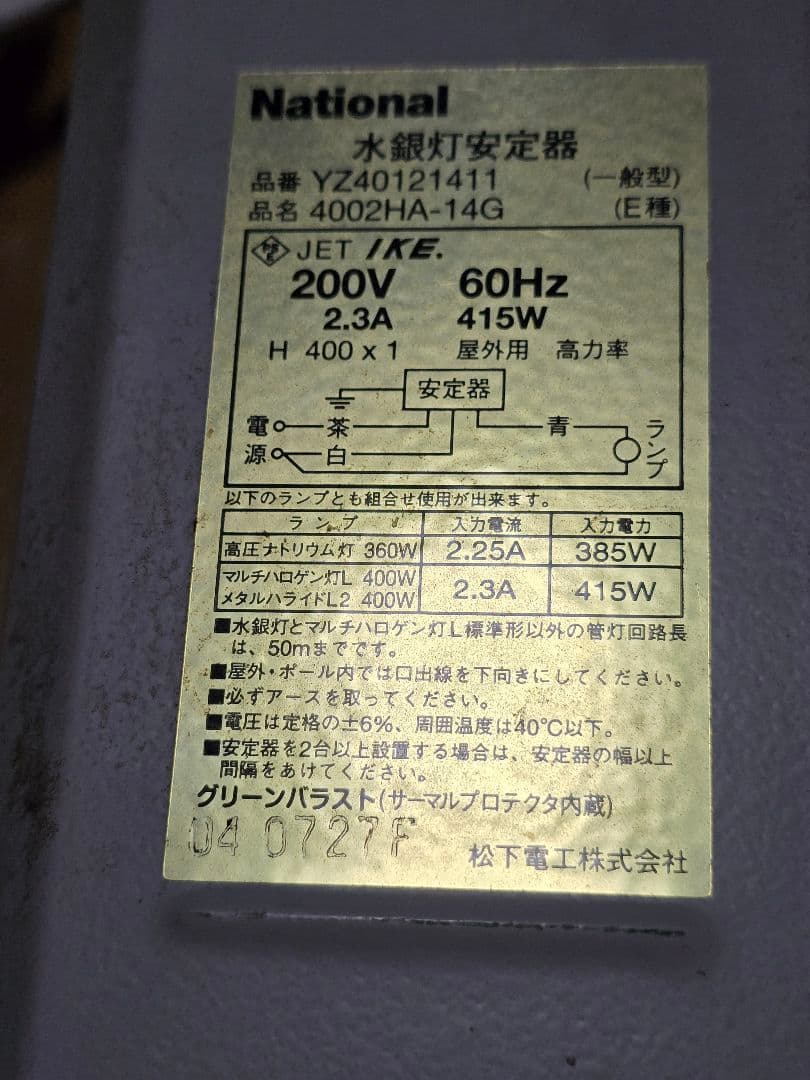 National
水銀灯安定器
品番 YZ40121411 (一般型)
品名 4002HA-14G (E種)
PSE JET IKE.
200V 60Hz
2.3A 415W
H 400 x 1 屋外用 高力率
安定器
電源
茶
白
青
ランプ
以下のランプとも組合せ使用が出来ます。
ランプ 入力電流 入力電力
高圧ナトリウム灯 360W 2.25A 385W
マルチハロゲン灯L 400W
メタルハライドL2 400W 2.3A 415W
■水銀灯とマルチハロゲン灯L標準形以外の管灯回路長
は、50mまでです。
■屋外・ポール内では口出線を下向きにしてください。
■必ずアースを取ってください。
■電圧は定格の±6%、周囲温度は40℃以下。
■安定器を2台以上設置する場合は、安定器の幅以上
間隔をあけてください。
グリーンバラスト(サーマルプロテクタ内蔵)
040727F
松下電工株式会社